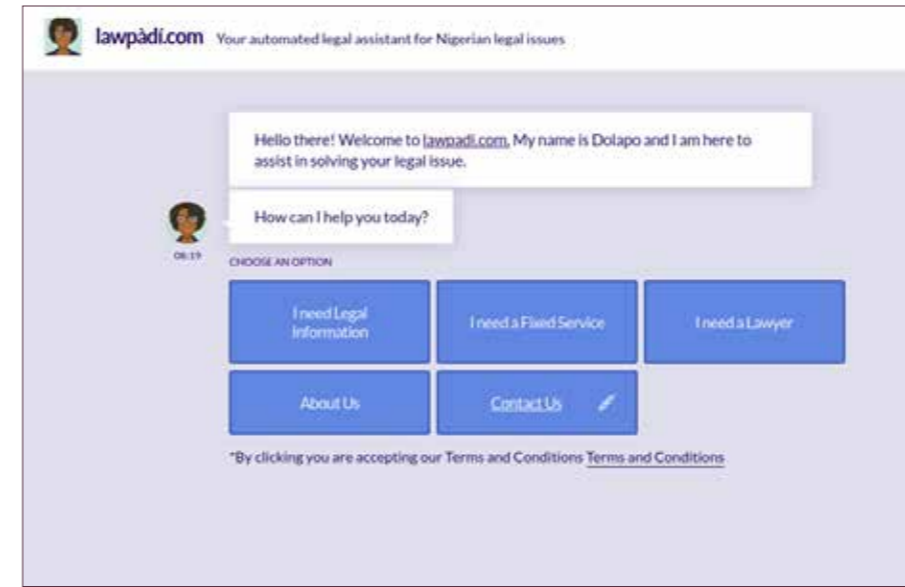 lawpàdí.com Your automated legal assistant for Nigerian legal issues
Hello there! Welcome to lawpadi.com. My name is Dolapo and I am here to
assist in solving your legal issue.
How can I help you today?
08:19
CHOOSE AN OPTION
I need Legal
Information
I need a Fixed Service
I need a Lawyer
About Us
Contact Us
*By clicking you are accepting our Terms and Conditions Terms and Conditions